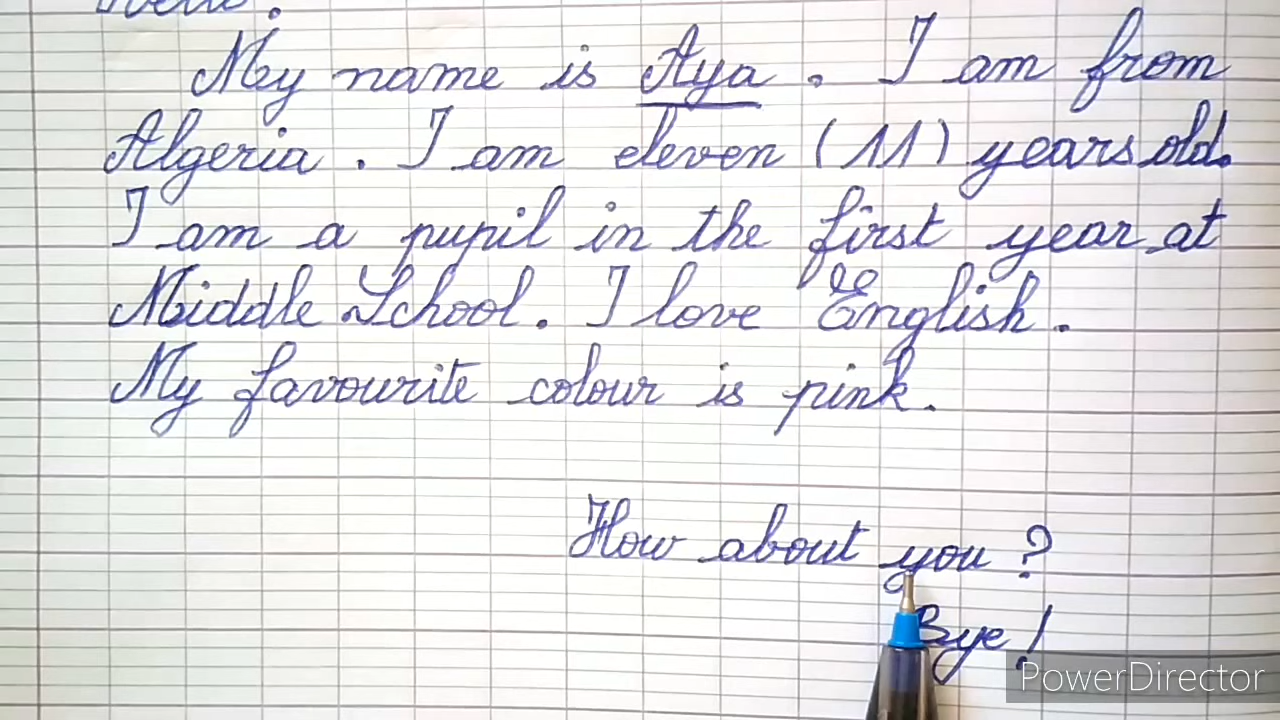 My name is Aya. I am from
Algeria. I am eleven (11) years old.
I am a pupil in the first year at
Middle School. I love English.
My favourite colour is pink.
How about you?
Bye!
PowerDirector